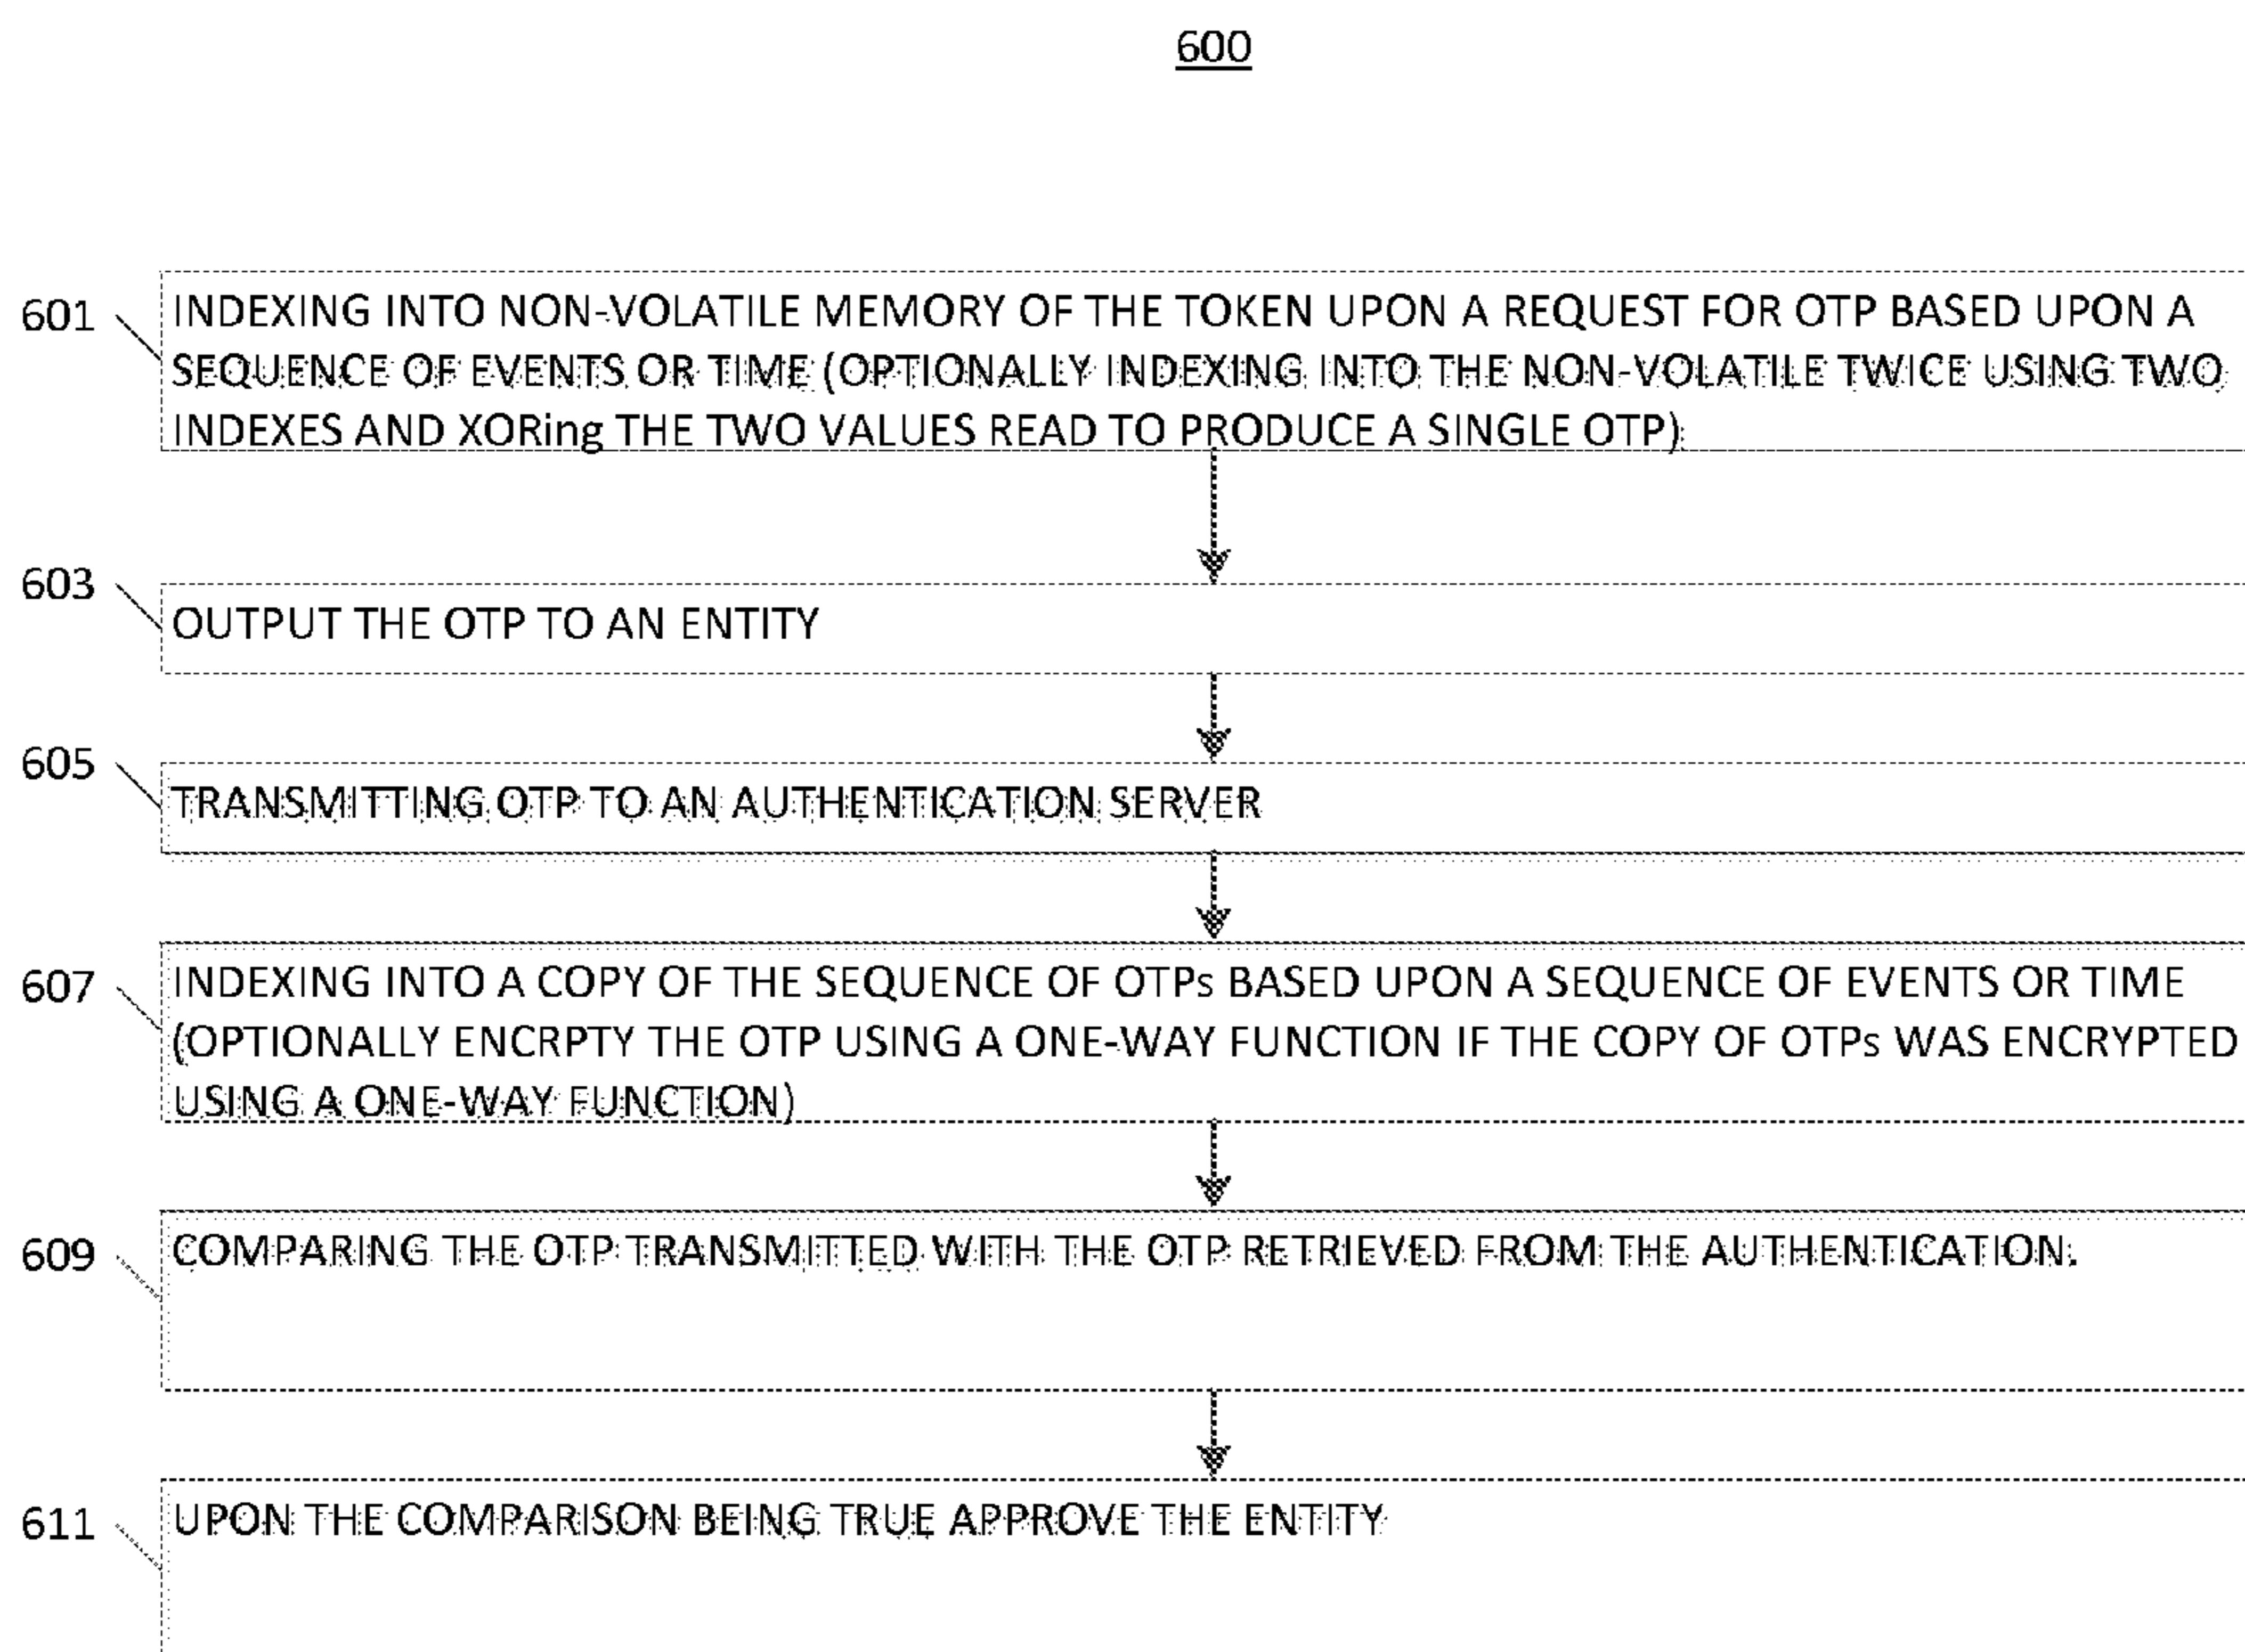 600
601
INDEXING INTO NON-VOLATILE MEMORY OF THE TOKEN UPON A REQUEST FOR OTP BASED UPON A
SEQUENCE OF EVENTS OR TIME (OPTIONALLY INDEXING INTO THE NON-VOLATILE TWICE USING TWO
INDEXES AND XORing THE TWO VALUES READ TO PRODUCE A SINGLE OTP)
603
OUTPUT THE OTP TO AN ENTITY
605
TRANSMITTING OTP TO AN AUTHENTICATION SERVER
607
INDEXING INTO A COPY OF THE SEQUENCE OF OTPs BASED UPON A SEQUENCE OF EVENTS OR TIME
(OPTIONALLY ENCRPTY THE OTP USING A ONE-WAY FUNCTION IF THE COPY OF OTPs WAS ENCRYPTED
USING A ONE-WAY FUNCTION)
609
COMPARING THE OTP TRANSMITTED WITH THE OTP RETRIEVED FROM THE AUTHENTICATION.
611
UPON THE COMPARISON BEING TRUE APPROVE THE ENTITY